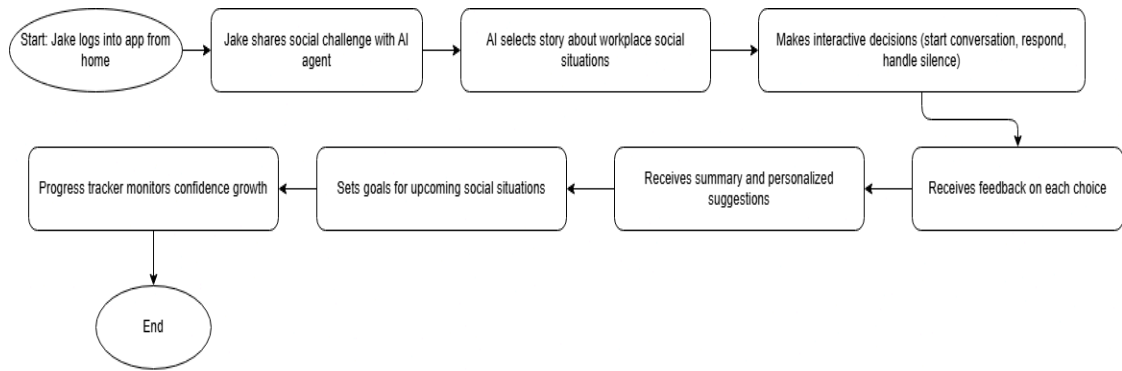 Start: Jake logs into app from
home
Jake shares social challenge with AI
agent
AI selects story about workplace social
situations
Makes interactive decisions (start conversation, respond,
handle silence)
Receives feedback on each choice
Receives summary and personalized
suggestions
Sets goals for upcoming social situations
Progress tracker monitors confidence growth
End